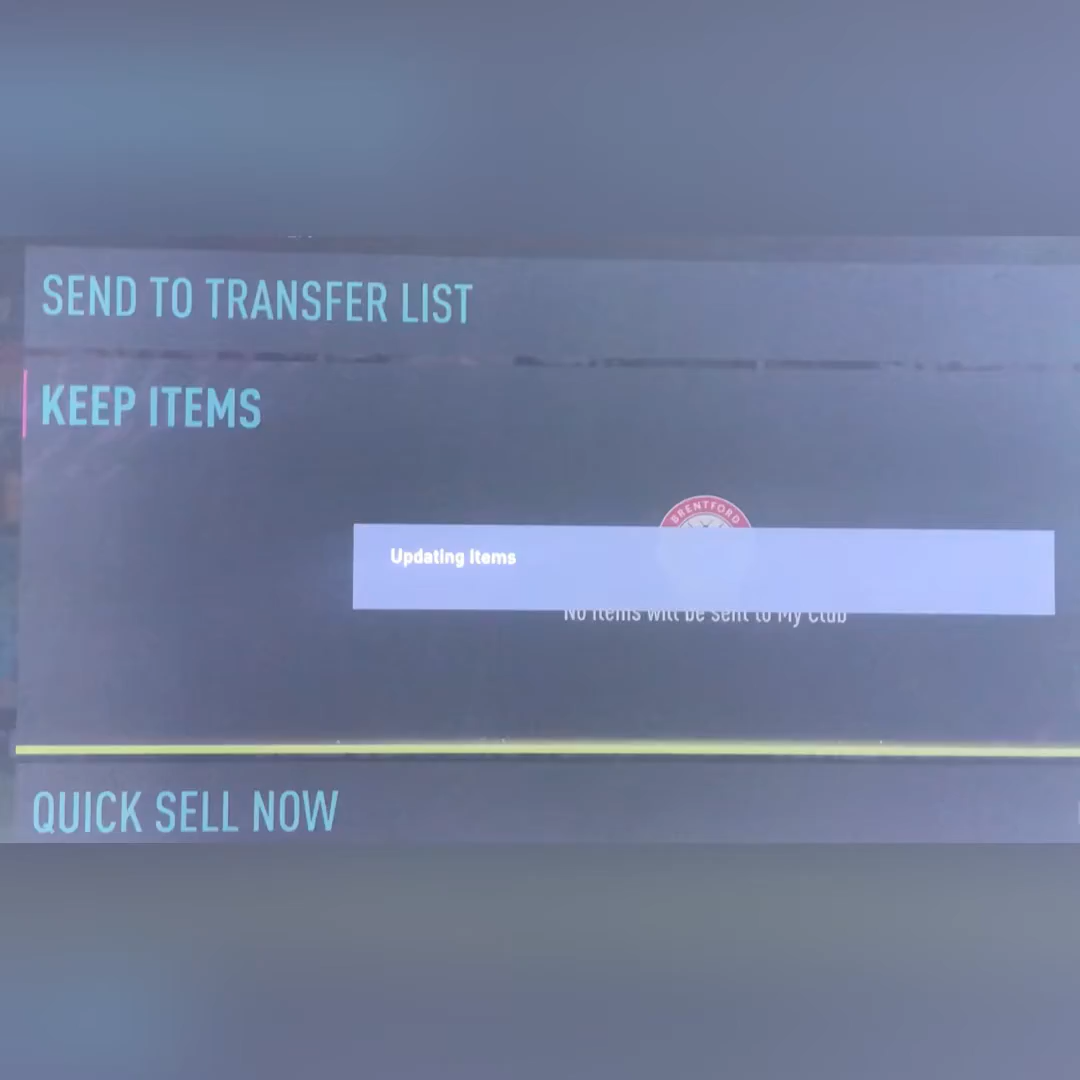 SEND TO TRANSFER LIST
KEEP ITEMS
BRENTFORD
Updating Items
No items will be sent to My Club
QUICK SELL NOW